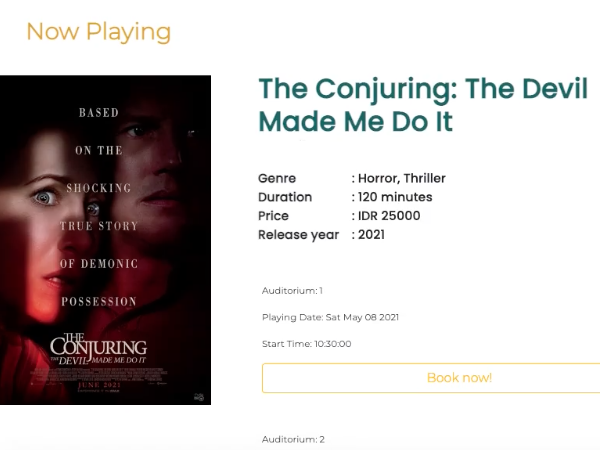 Now Playing
BASED
ON THE
SHOCKING
TRUE STORY
OF DEMONIC
POSSESSION
THE
CONJURING
THE DEVIL MADE ME DO IT
JUNE 2021
The Conjuring: The Devil
Made Me Do It
Genre : Horror, Thriller
Duration : 120 minutes
Price : IDR 25000
Release year : 2021
Auditorium: 1
Playing Date: Sat May 08 2021
Start Time: 10:30:00
Book now!
Auditorium: 2